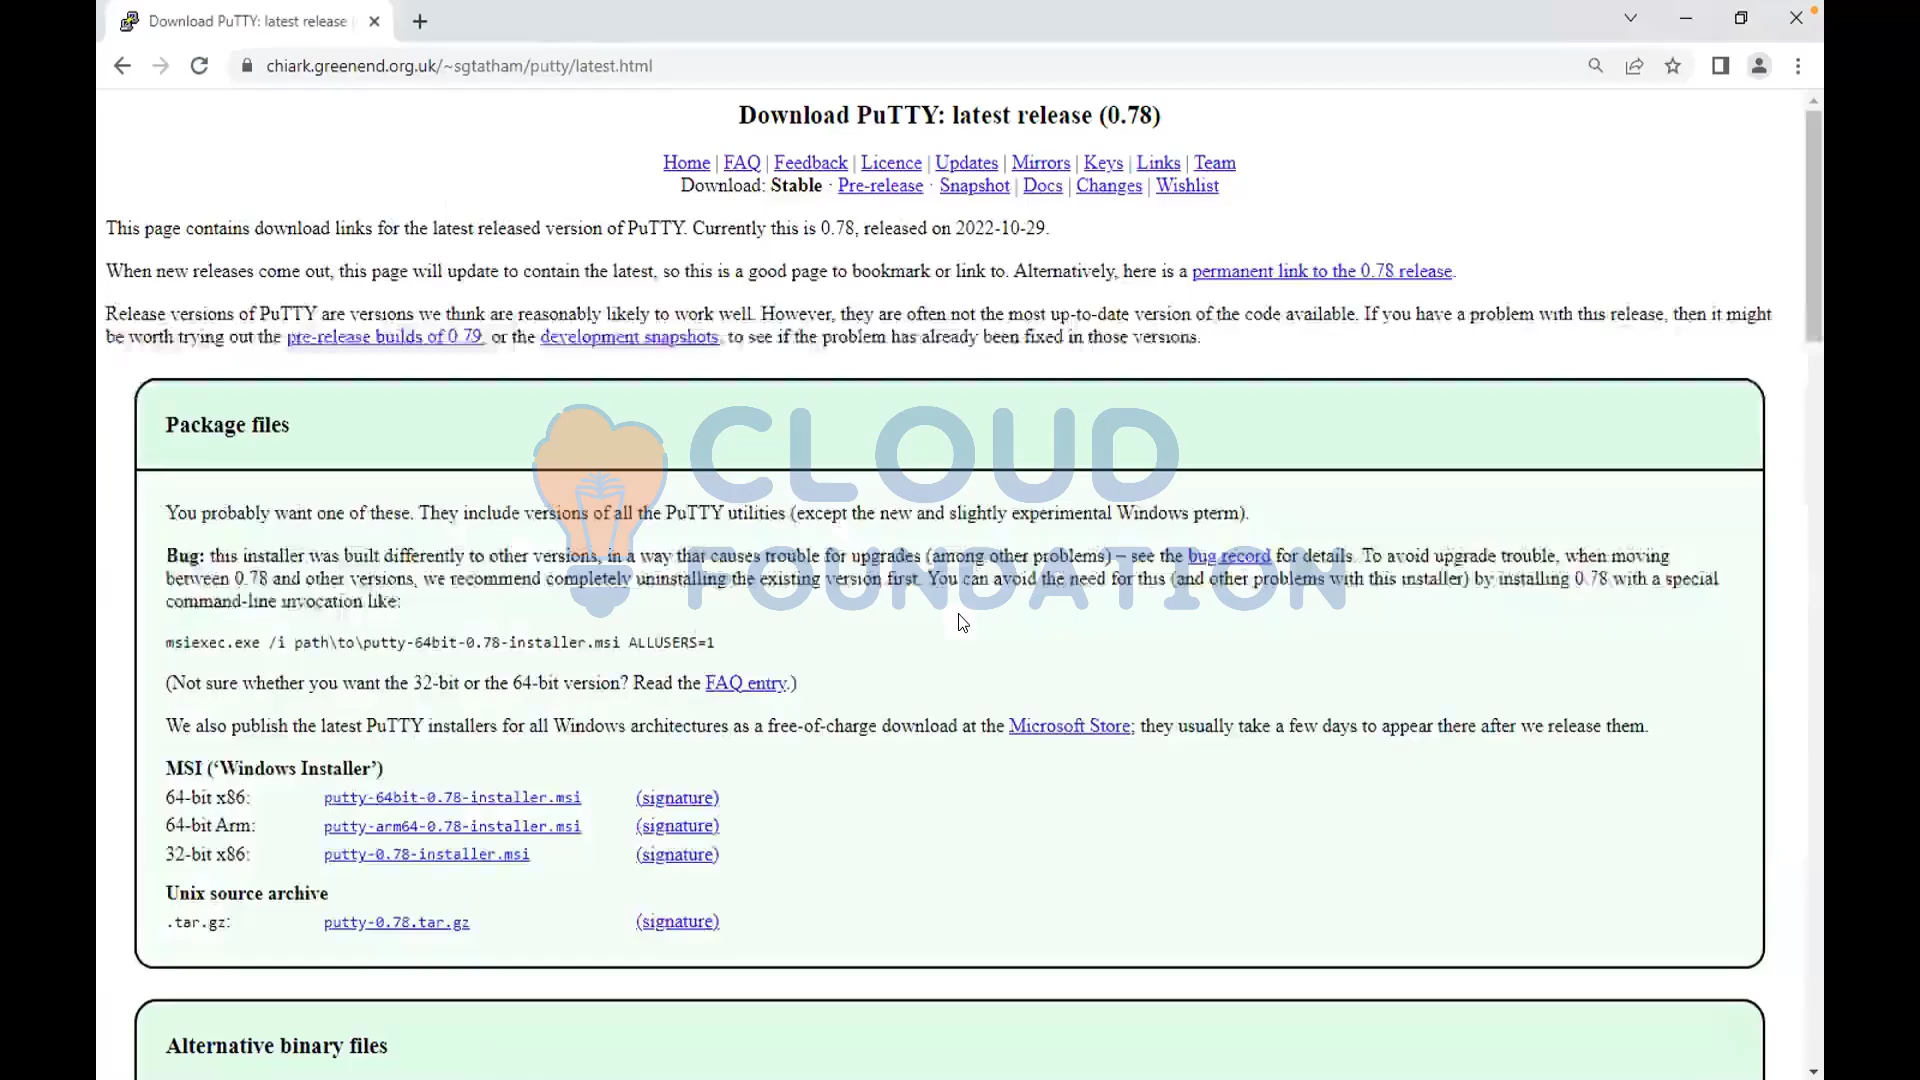 Download PuTTY: latest release
chiark.greenend.org.uk/~sgtatham/putty/latest.html
Download PuTTY: latest release (0.78)
Home | FAQ | Feedback | Licence | Updates | Mirrors | Keys | Links | Team
Download: Stable · Pre-release · Snapshot | Docs | Changes | Wishlist
This page contains download links for the latest released version of PuTTY. Currently this is 0.78, released on 2022-10-29.
When new releases come out, this page will update to contain the latest, so this is a good page to bookmark or link to. Alternatively, here is a permanent link to the 0.78 release.
Release versions of PuTTY are versions we think are reasonably likely to work well. However, they are often not the most up-to-date version of the code available. If you have a problem with this release, then it might
be worth trying out the pre-release builds of 0.79, or the development snapshots, to see if the problem has already been fixed in those versions.
Package files
CLOUD
FOUNDATION
You probably want one of these. They include versions of all the PuTTY utilities (except the new and slightly experimental Windows pterm).
Bug: this installer was built differently to other versions, in a way that causes trouble for upgrades (among other problems) – see the bug record for details. To avoid upgrade trouble, when moving
between 0.78 and other versions, we recommend completely uninstalling the existing version first. You can avoid the need for this (and other problems with this installer) by installing 0.78 with a special
command-line invocation like:
msiexec.exe /i path\to\putty-64bit-0.78-installer.msi ALLUSERS=1
(Not sure whether you want the 32-bit or the 64-bit version? Read the FAQ entry.)
We also publish the latest PuTTY installers for all Windows architectures as a free-of-charge download at the Microsoft Store; they usually take a few days to appear there after we release them.
MSI (‘Windows Installer’)
64-bit x86: putty-64bit-0.78-installer.msi (signature)
64-bit Arm: putty-arm64-0.78-installer.msi (signature)
32-bit x86: putty-0.78-installer.msi (signature)
Unix source archive
.tar.gz: putty-0.78.tar.gz (signature)
Alternative binary files